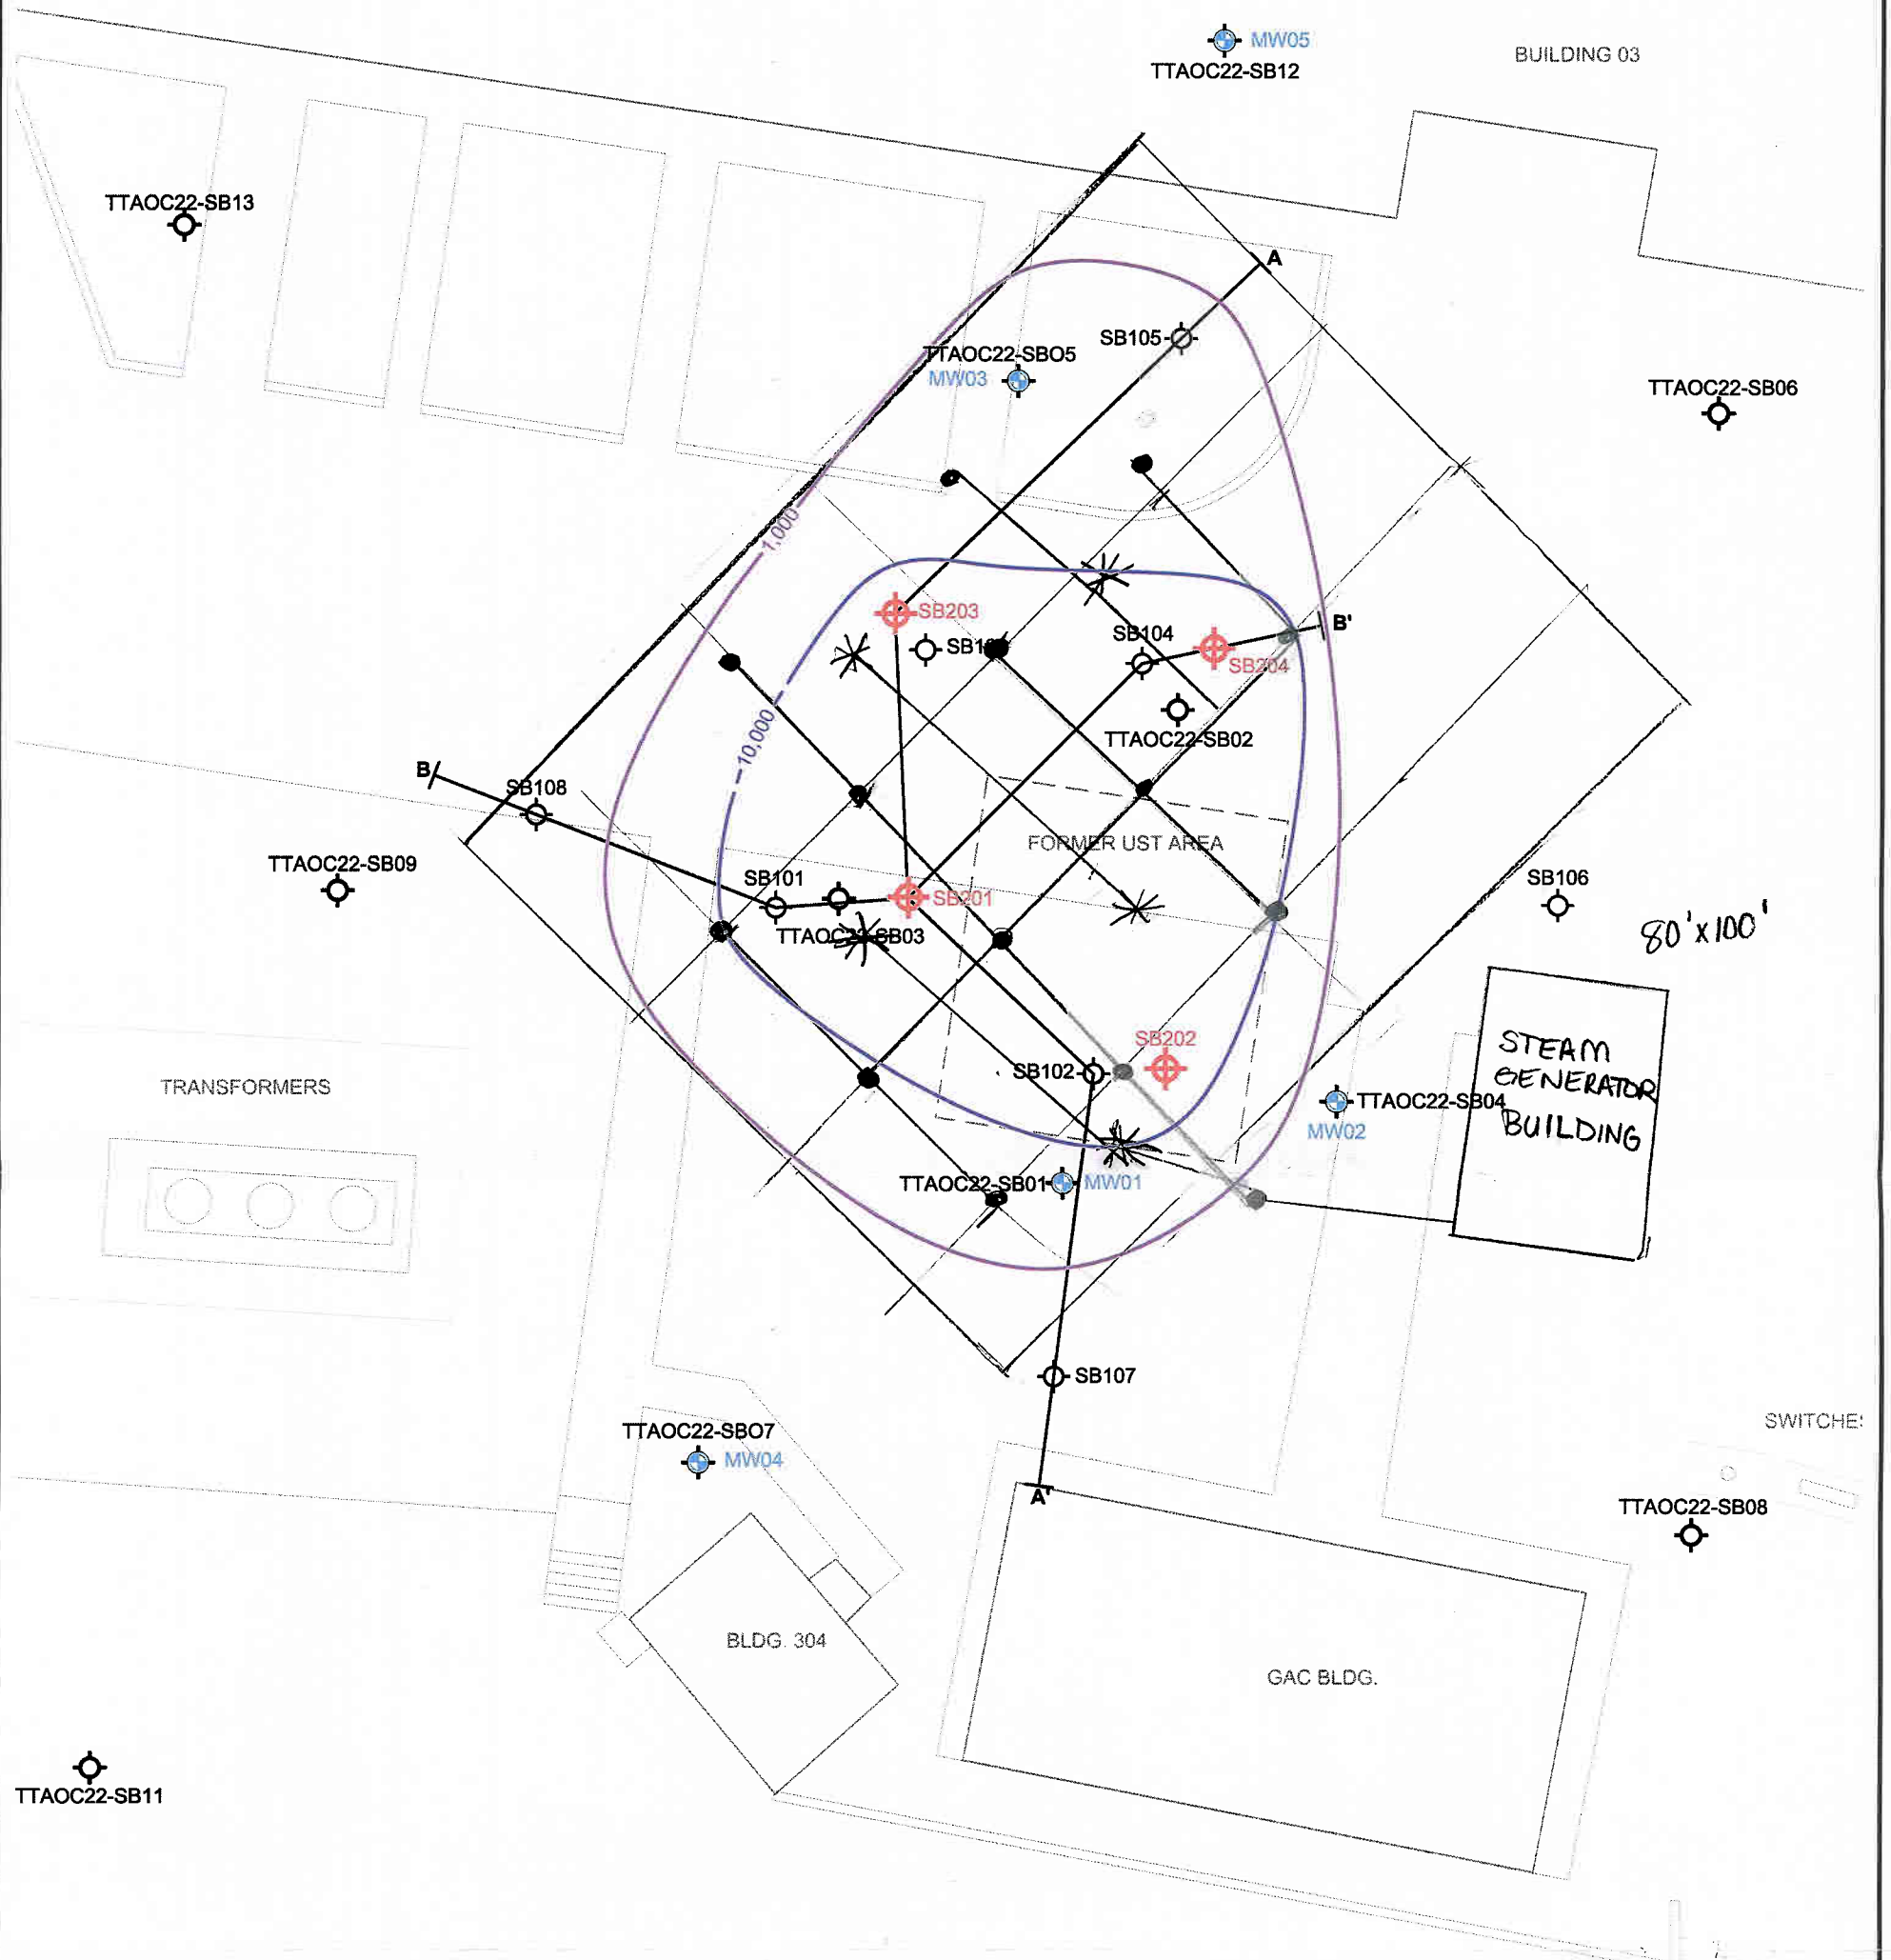 MW05
BUILDING 03
TTAOC22-SB12
TTAOC22-SB13
A
SB105
TTAOC22-SBO5
MW03
TTAOC22-SB06
1,000
SB203
SB104
B'
SB204
10,000
TTAOC22-SB02
B
SB108
FORMER UST AREA
TTAOC22-SB09
SB101
SB201
SB106
80'x100'
TTAOC22-SB03
SB202
STEAM
GENERATOR
BUILDING
SB102
TRANSFORMERS
TTAOC22-SB04
MW02
TTAOC22-SB01
MW01
SB107
SWITCHE
TTAOC22-SBO7
MW04
A'
TTAOC22-SB08
BLDG. 304
GAC BLDG.
TTAOC22-SB11